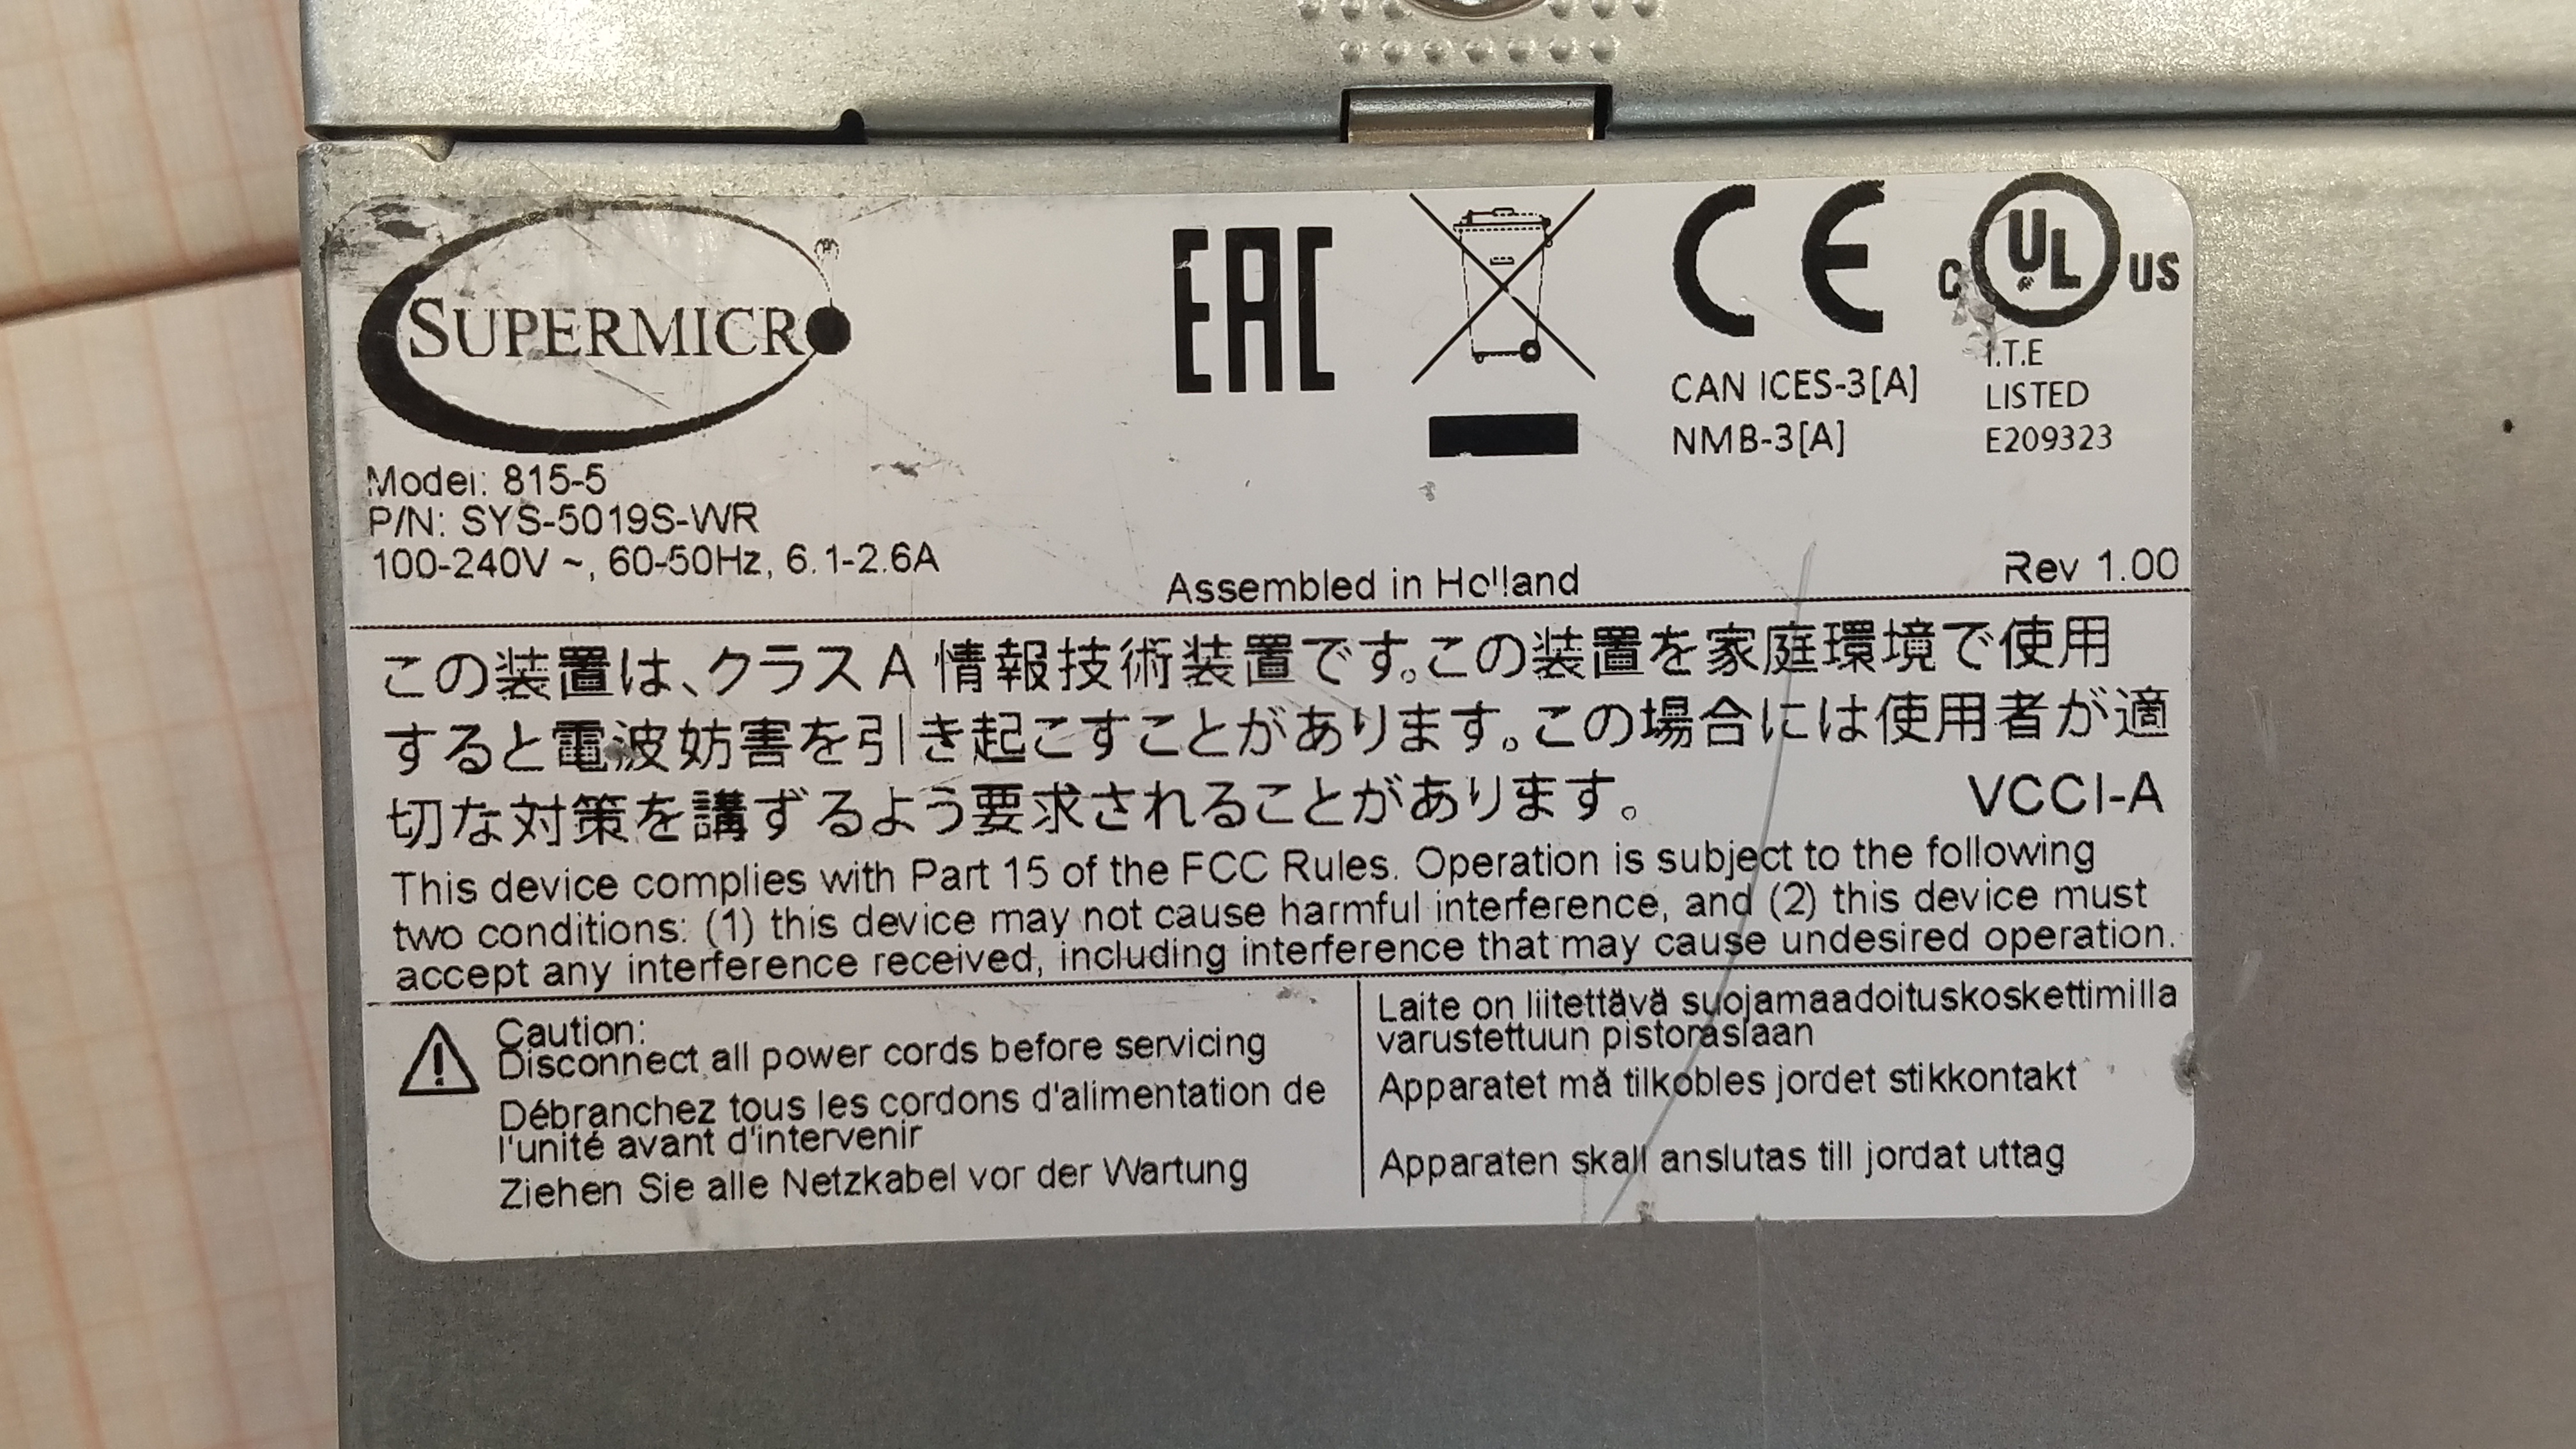 SUPERMICRO
EAC
CE
C UL US
CAN ICES-3[A]
NMB-3[A]
I.T.E
LISTED
E209323
Model: 815-5
P/N: SYS-5019S-WR
100-240V ~, 60-50Hz, 6.1-2.6A
Assembled in Holland
Rev 1.00
この装置は、クラス A 情報技術装置です。この装置を家庭環境で使用
すると電波妨害を引き起こすことがあります。この場合には使用者が適
切な対策を講ずるよう要求されることがあります。 VCCI-A
This device complies with Part 15 of the FCC Rules. Operation is subject to the following
two conditions: (1) this device may not cause harmful interference, and (2) this device must
accept any interference received, including interference that may cause undesired operation.
Caution:
Disconnect all power cords before servicing
Débranchez tous les cordons d'alimentation de
l'unité avant d'intervenir
Ziehen Sie alle Netzkabel vor der Wartung
Laite on liitettävä suojamaadoituskoskettimilla
varustettuun pistorasiaan
Apparatet må tilkobles jordet stikkontakt
Apparaten skall anslutas till jordat uttag